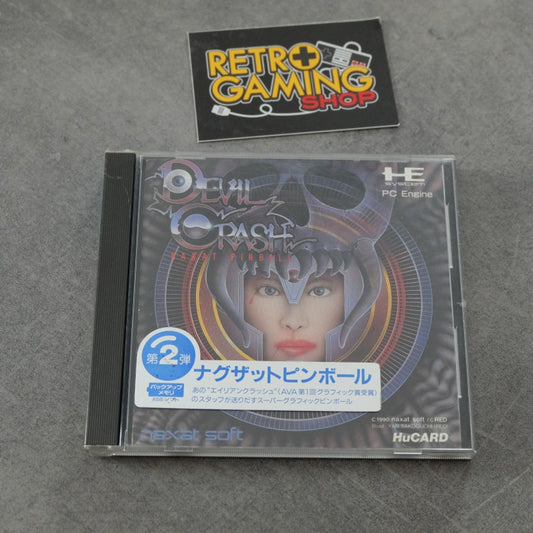 RETRO
GAMING
SHOP
DEVIL
CRASH
NAXAT PINBALL
HE
SYSTEM
PC Engine
第2弾
ナグザットピンボール
バックアップ
メモリ
あの"エイリアンクラッシュ"(AVA第1回グラフィック賞受賞)
のスタッフが送りだすスーパーグラフィックピンボール
©1990 naxat soft / ©RED
naxat soft
HuCARD